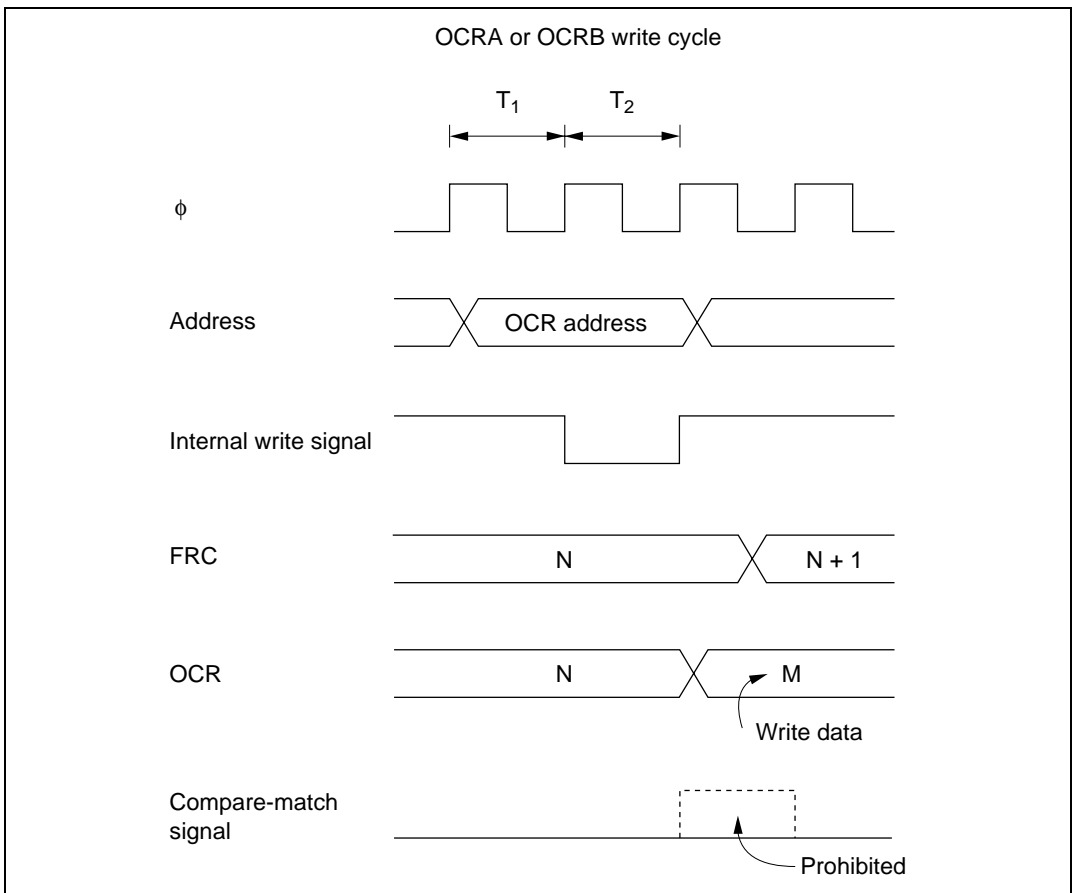 OCRA or OCRB write cycle
T1 T2
ϕ
Address OCR address
Internal write signal
FRC N N + 1
OCR N M
Write data
Compare-match
signal
Prohibited